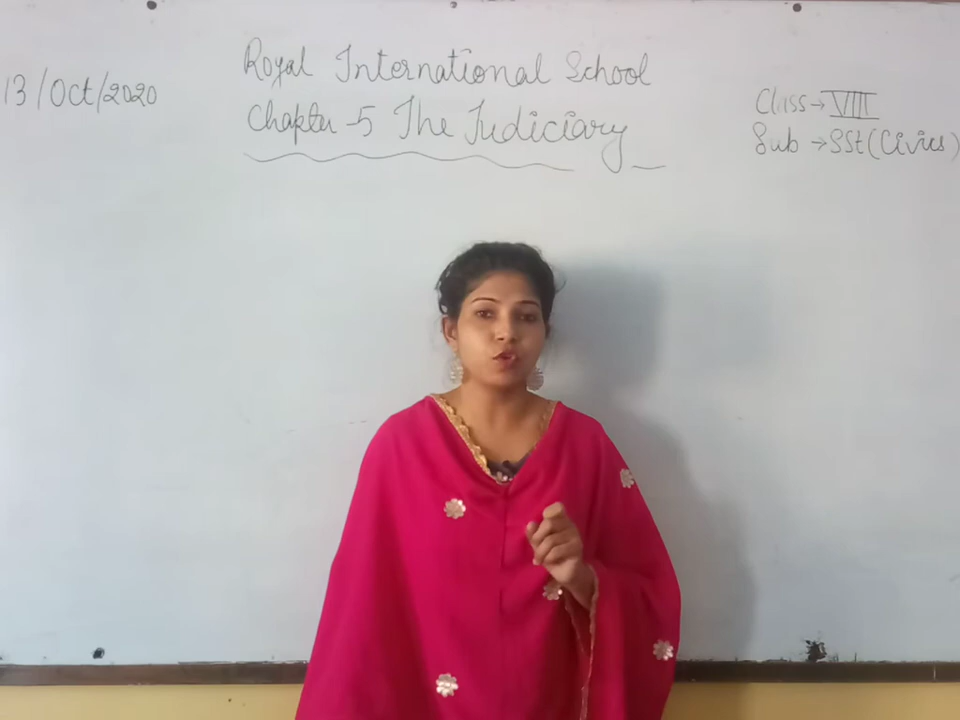 13/Oct/2020
Royal International School
Chapter-5 The Judiciary
Class→VIII
Sub→SSt(Civics)